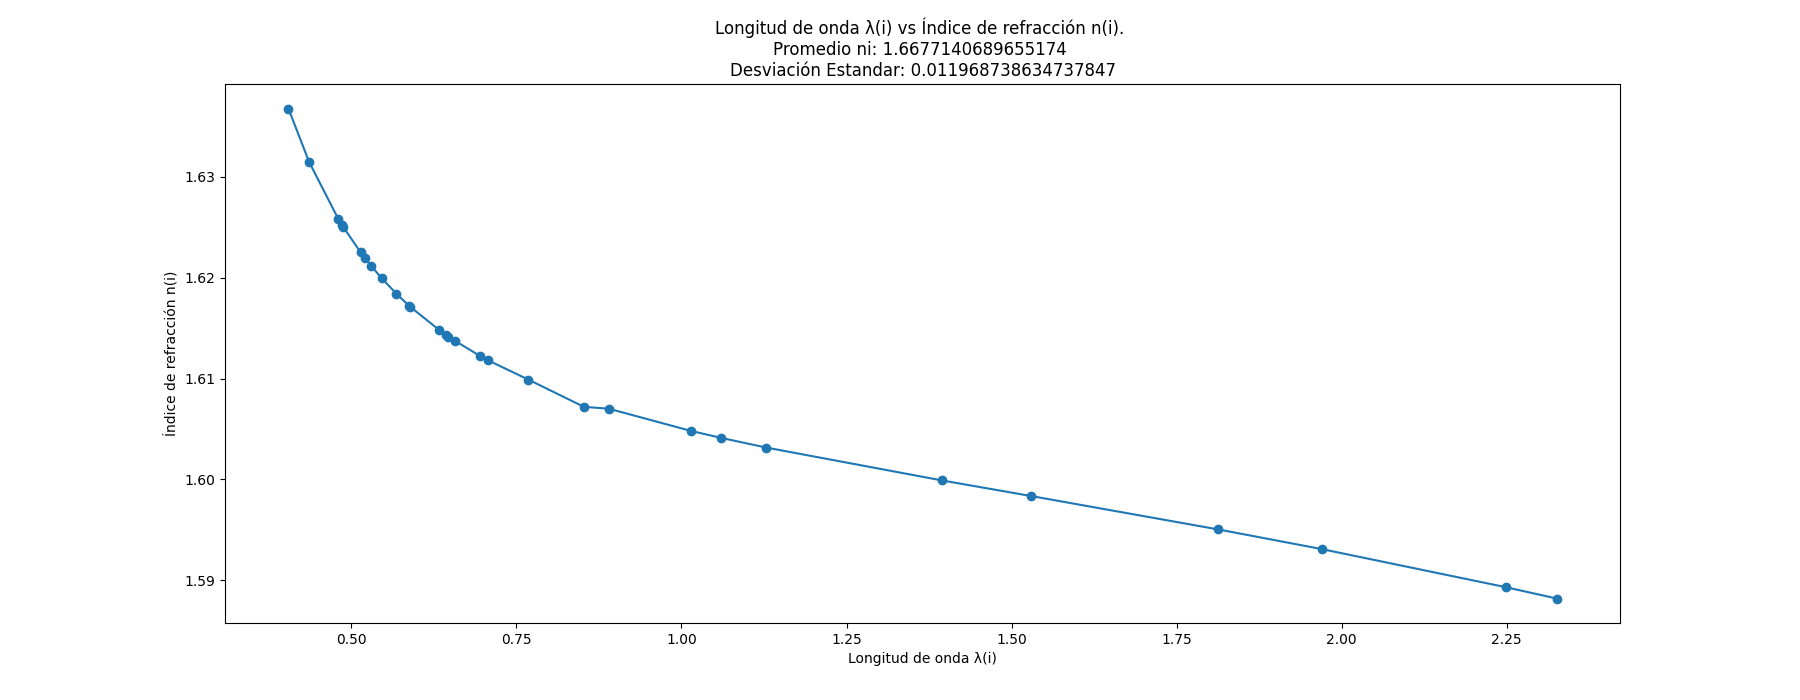 Longitud de onda λ(i) vs Índice de refracción n(i).
Promedio ni: 1.6677140689655174
Desviación Estandar: 0.011968738634737847
Índice de refracción n(i)
1.63
1.62
1.61
1.60
1.59
0.50 0.75 1.00 1.25 1.50 1.75 2.00 2.25
Longitud de onda λ(i)